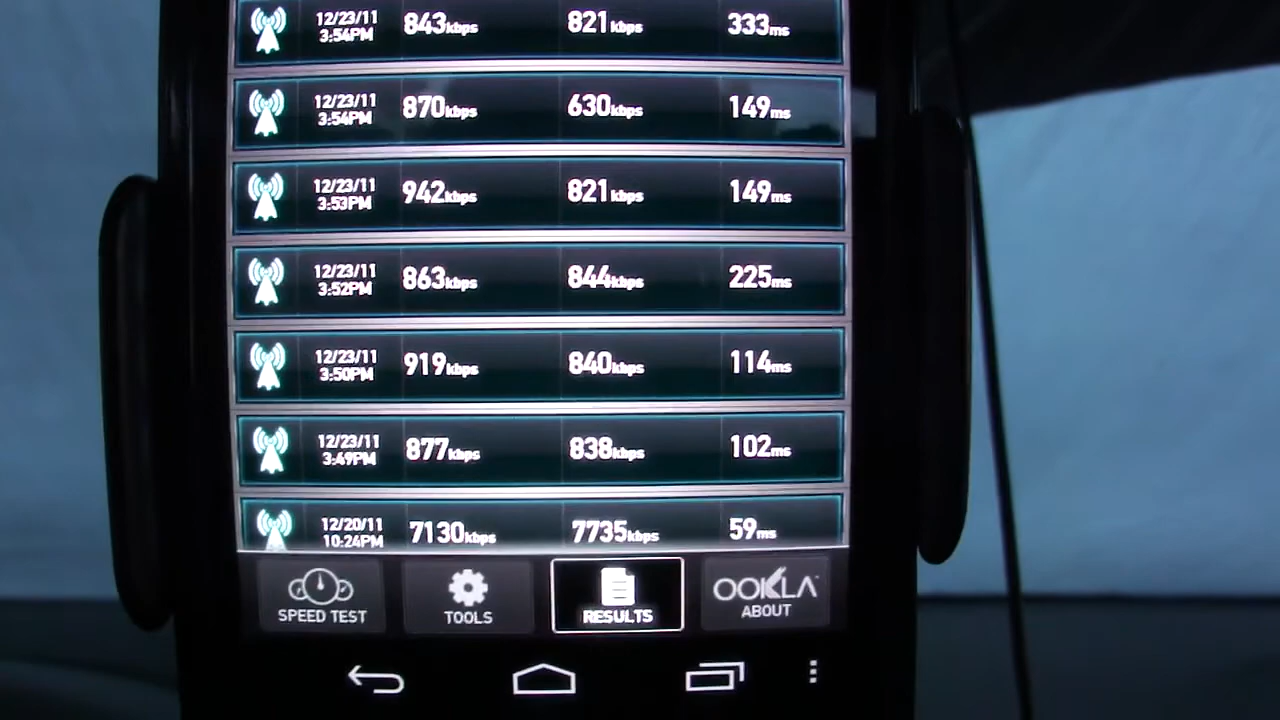 12/23/11 843kbps 821kbps 333ms
3:54PM
12/23/11 870kbps 630kbps 149ms
3:54PM
12/23/11 942kbps 821kbps 149ms
3:53PM
12/23/11 863kbps 844kbps 225ms
3:52PM
12/23/11 919kbps 840kbps 114ms
3:50PM
12/23/11 877kbps 838kbps 102ms
3:49PM
12/20/11 7130kbps 7735kbps 59ms
10:24PM
SPEED TEST TOOLS RESULTS OOKLA ABOUT